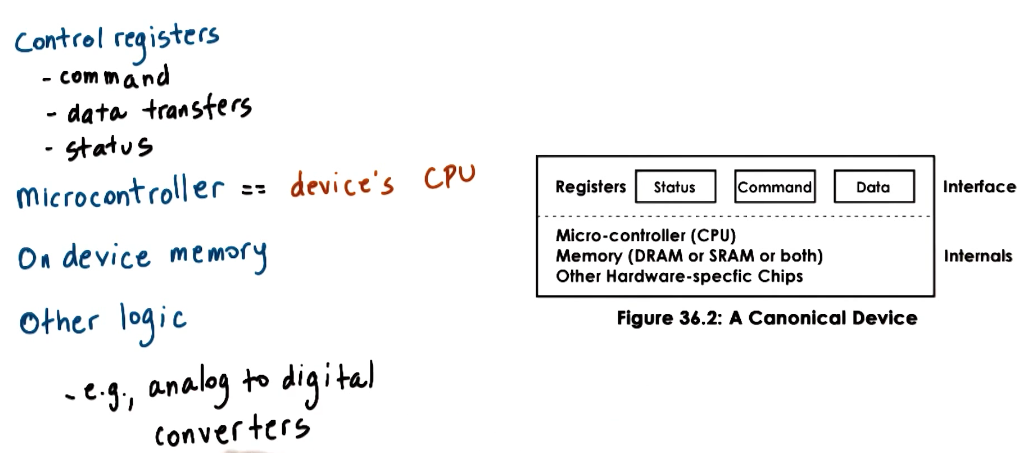 Control registers
- command
- data transfers
- status
microcontroller == device's CPU
On device memory
Other logic
- e.g., analog to digital
converters
Registers Status Command Data Interface
Micro-controller (CPU)
Memory (DRAM or SRAM or both) Internals
Other Hardware-specfic Chips
Figure 36.2: A Canonical Device